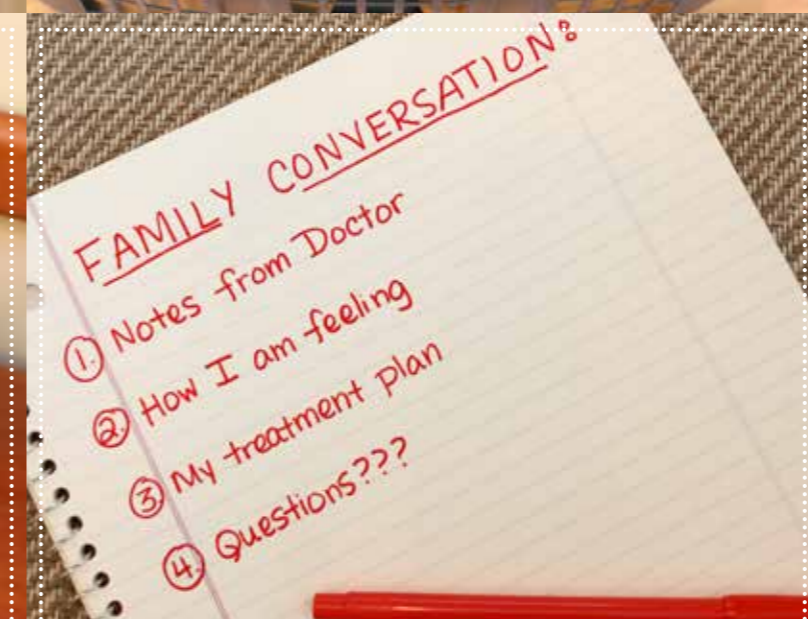 FAMILY CONVERSATION:
1. Notes from Doctor
2. How I am feeling
3 My treatment plan
4. Questions???